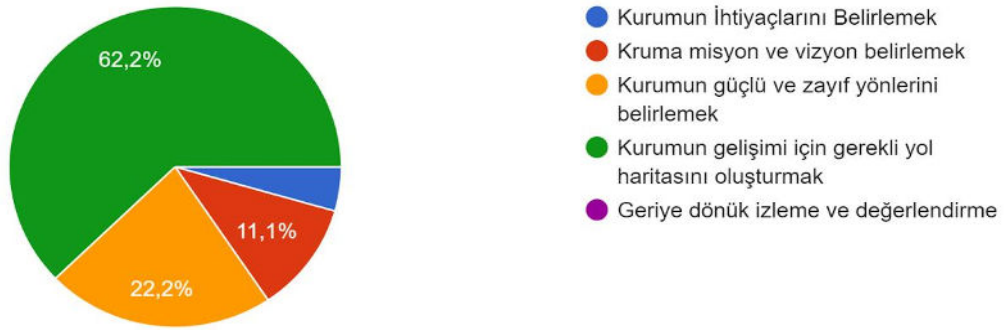 62,2%
11,1%
22,2%
Kurumun İhtiyaçlarını Belirlemek
Kruma misyon ve vizyon belirlemek
Kurumun güçlü ve zayıf yönlerini
belirlemek
Kurumun gelişimi için gerekli yol
haritasını oluşturmak
Geriye dönük izleme ve değerlendirme